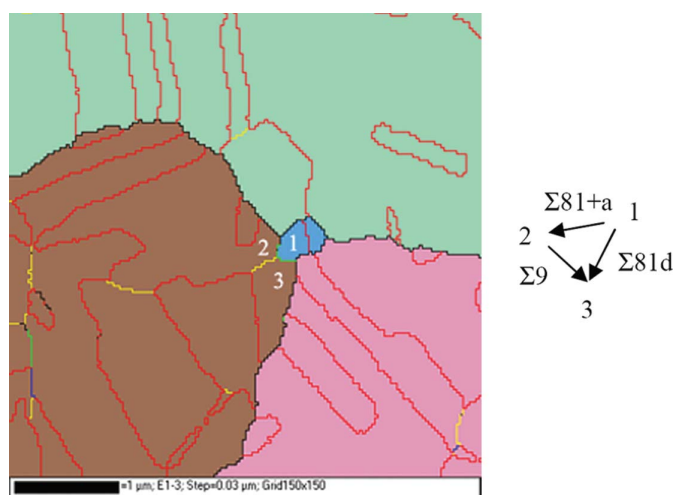 2
1
3
=1 µm; E1-3; Step=0.03 µm; Grid150x150
Σ81+a
1
2
Σ9
Σ81d
3